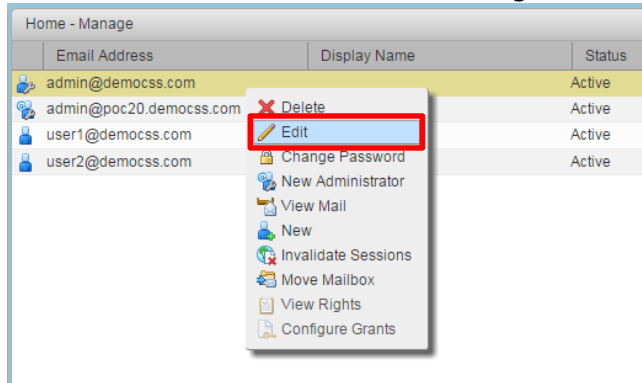 Home - Manage
Email Address Display Name Status
admin@democss.com Active
admin@poc20.democss.com Active
user1@democss.com Active
user2@democss.com Active
Delete
Edit
Change Password
New Administrator
View Mail
New
Invalidate Sessions
Move Mailbox
View Rights
Configure Grants